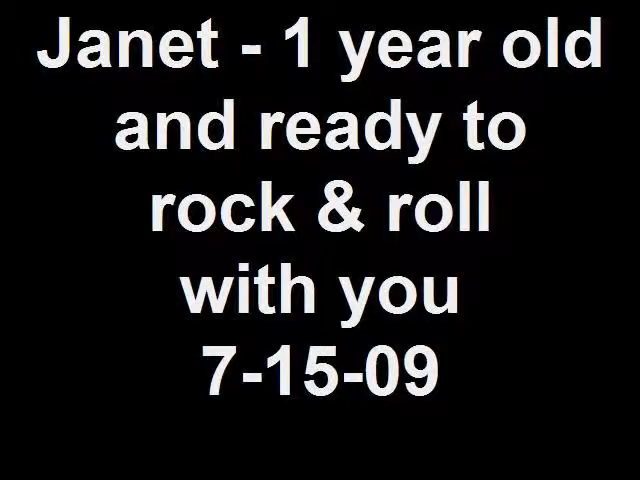 Janet - 1 year old
and ready to
rock & roll
with you
7-15-09